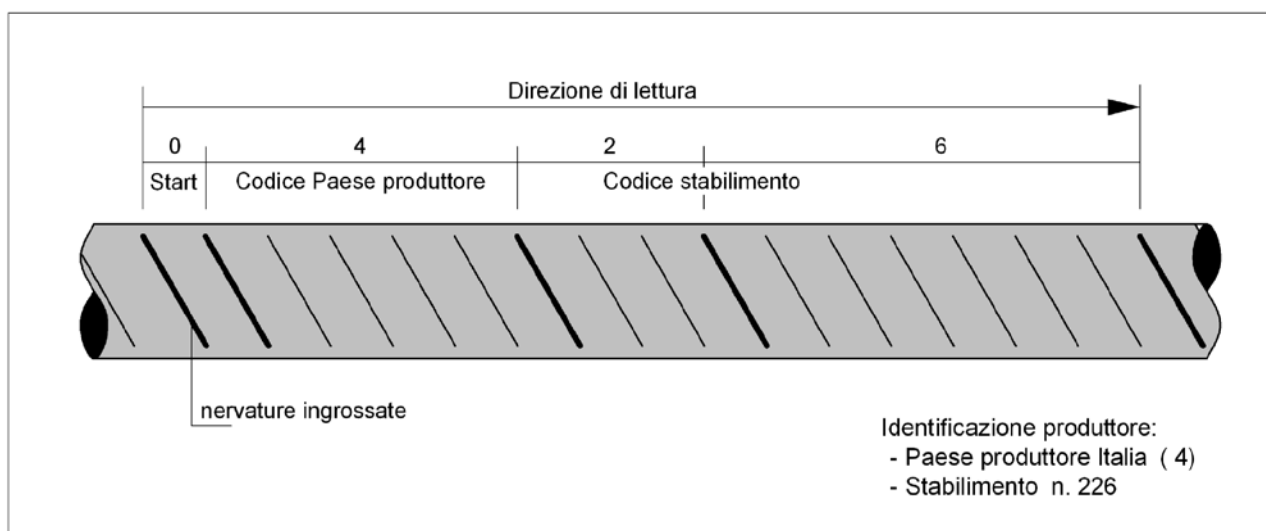 Direzione di lettura
0 4 2 6
Start Codice Paese produttore Codice stabilimento
nervature ingrossate
Identificazione produttore:
- Paese produttore Italia ( 4)
- Stabilimento n. 226